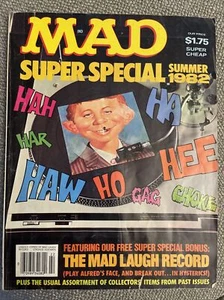 MAD
OUR PRICE
$1.75
SUPER
CHEAP
SUPER SPECIAL
SUMMER
1982
HAH
HA
HAR
HEE
HAW
HO
GAG
CHOKE
FEATURING OUR FREE SUPER SPECIAL BONUS:
THE MAD LAUGH RECORD
(PLAY ALFRED'S FACE, AND BREAK OUT... IN HYSTERICS!)
PLUS THE USUAL ASSORTMENT OF COLLECTORS' ITEMS FROM PAST ISSUES